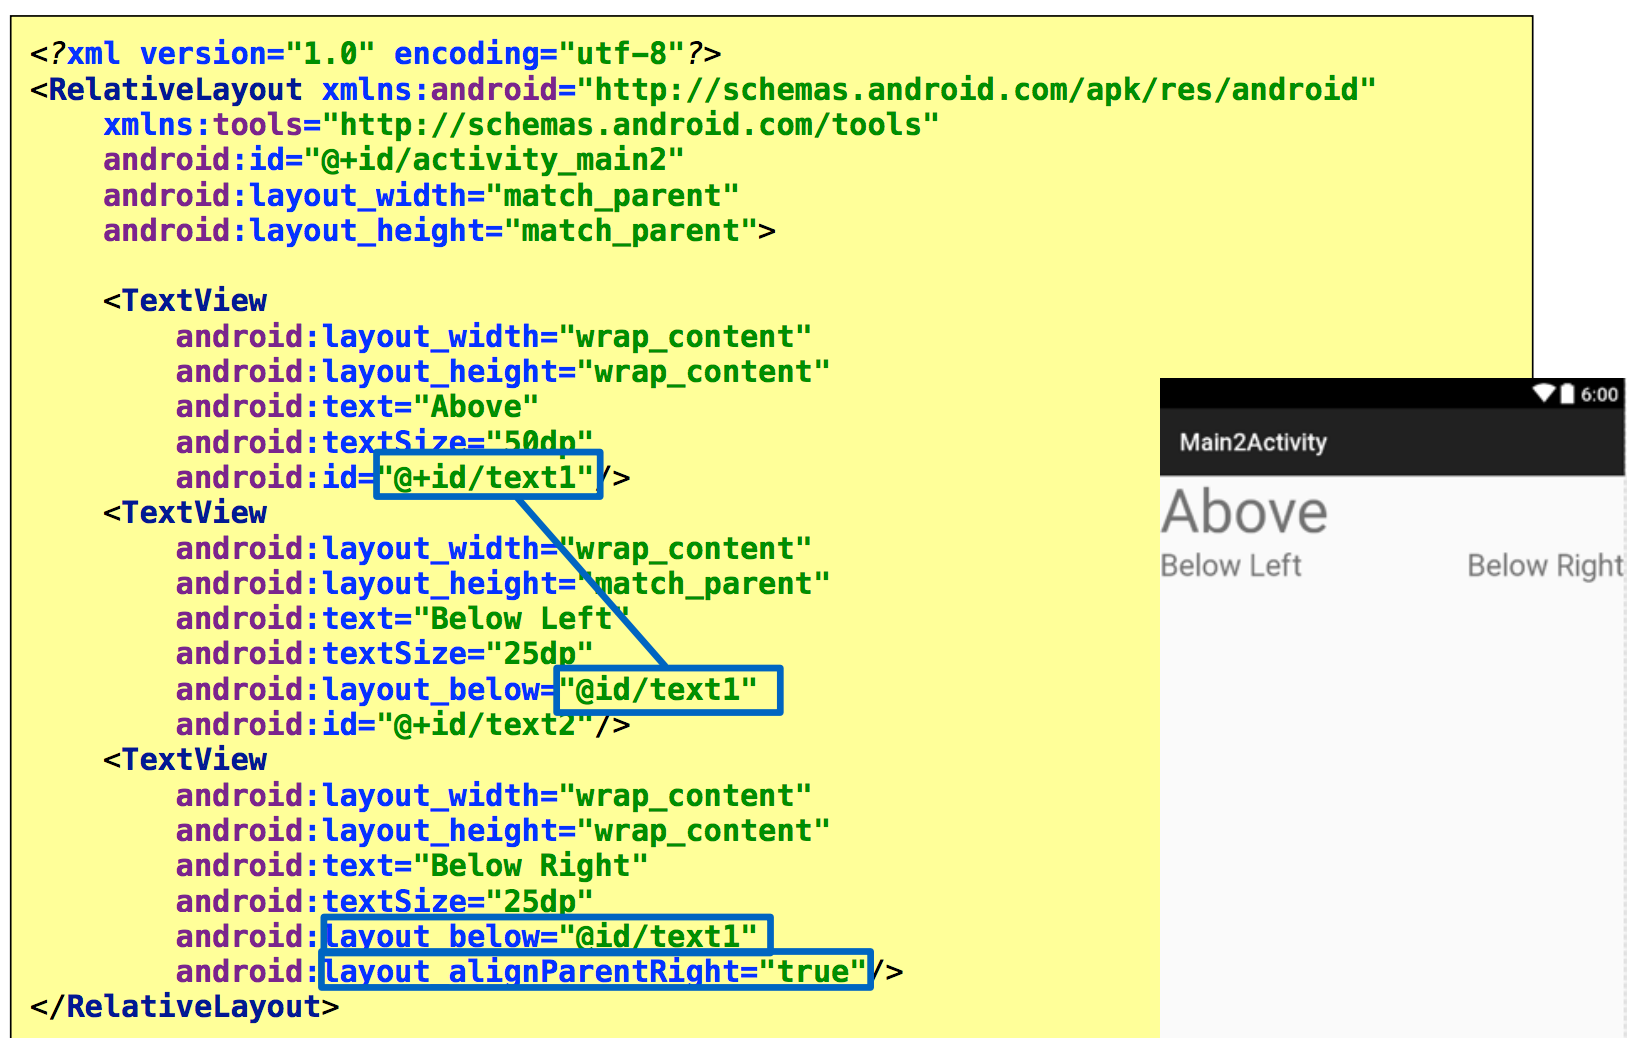 <?xml version="1.0" encoding="utf-8"?>
<RelativeLayout xmlns:android="http://schemas.android.com/apk/res/android"
    xmlns:tools="http://schemas.android.com/tools"
    android:id="@+id/activity_main2"
    android:layout_width="match_parent"
    android:layout_height="match_parent">

    <TextView
        android:layout_width="wrap_content"
        android:layout_height="wrap_content"
        android:text="Above"
        android:textSize="50dp"
        android:id="@+id/text1"/>
    <TextView
        android:layout_width="wrap_content"
        android:layout_height="match_parent"
        android:text="Below Left"
        android:textSize="25dp"
        android:layout_below="@id/text1"
        android:id="@+id/text2"/>
    <TextView
        android:layout_width="wrap_content"
        android:layout_height="wrap_content"
        android:text="Below Right"
        android:textSize="25dp"
        android:layout_below="@id/text1"
        android:layout_alignParentRight="true"/>
</RelativeLayout>
6:00
Main2Activity
Above
Below Left Below Right